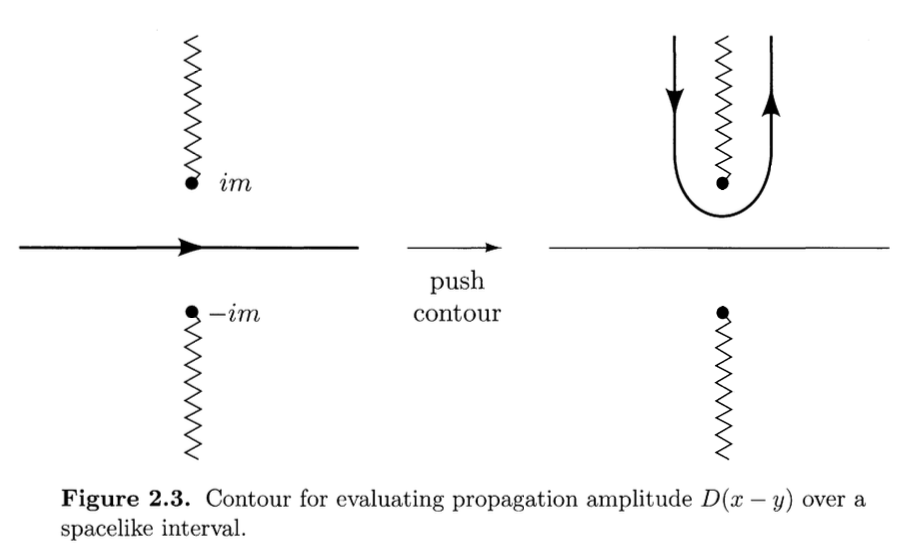 im
−im
push
contour
Figure 2.3. Contour for evaluating propagation amplitude D(x − y) over a
spacelike interval.